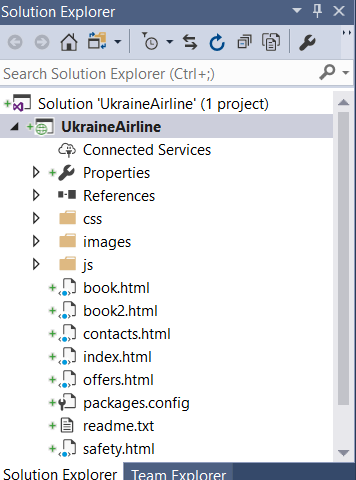 Solution Explorer
Search Solution Explorer (Ctrl+;)
Solution 'UkraineAirline' (1 project)
UkraineAirline
Connected Services
Properties
References
css
images
js
book.html
book2.html
contacts.html
index.html
offers.html
packages.config
readme.txt
safety.html
Solution Explorer Team Explorer